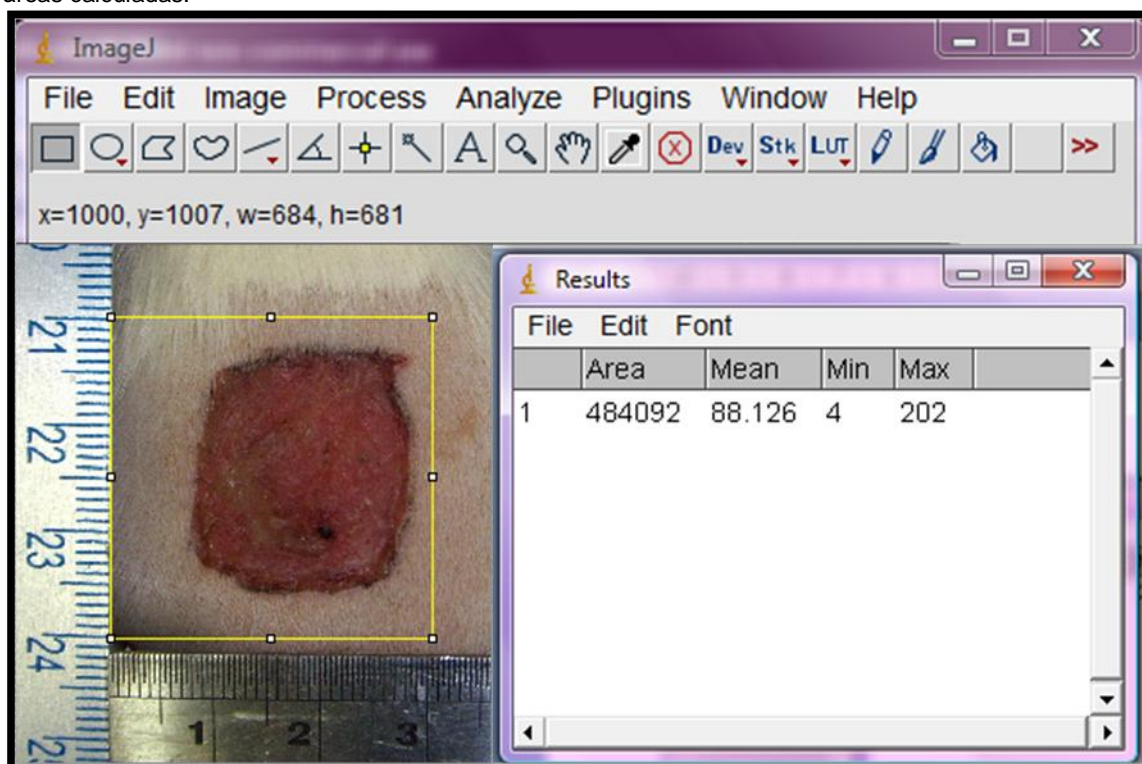 áreas calculadas.
ImageJ
File Edit Image Process Analyze Plugins Window Help
A Dev Stk LUT >>
x=1000, y=1007, w=684, h=681
21
22
23
24
1 2 3
Results
File Edit Font
Area Mean Min Max
1 484092 88.126 4 202